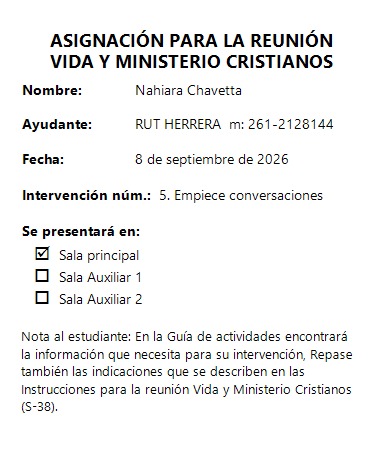 ASIGNACIÓN PARA LA REUNIÓN
VIDA Y MINISTERIO CRISTIANOS
Nombre: Nahiara Chavetta
Ayudante: RUT HERRERA m: 261-2128144
Fecha: 8 de septiembre de 2026
Intervención núm.: 5. Empiece conversaciones
Se presentará en:
☑ Sala principal
☐ Sala Auxiliar 1
☐ Sala Auxiliar 2
Nota al estudiante: En la Guía de actividades encontrará
la información que necesita para su intervención, Repase
también las indicaciones que se describen en las
Instrucciones para la reunión Vida y Ministerio Cristianos
(S-38).